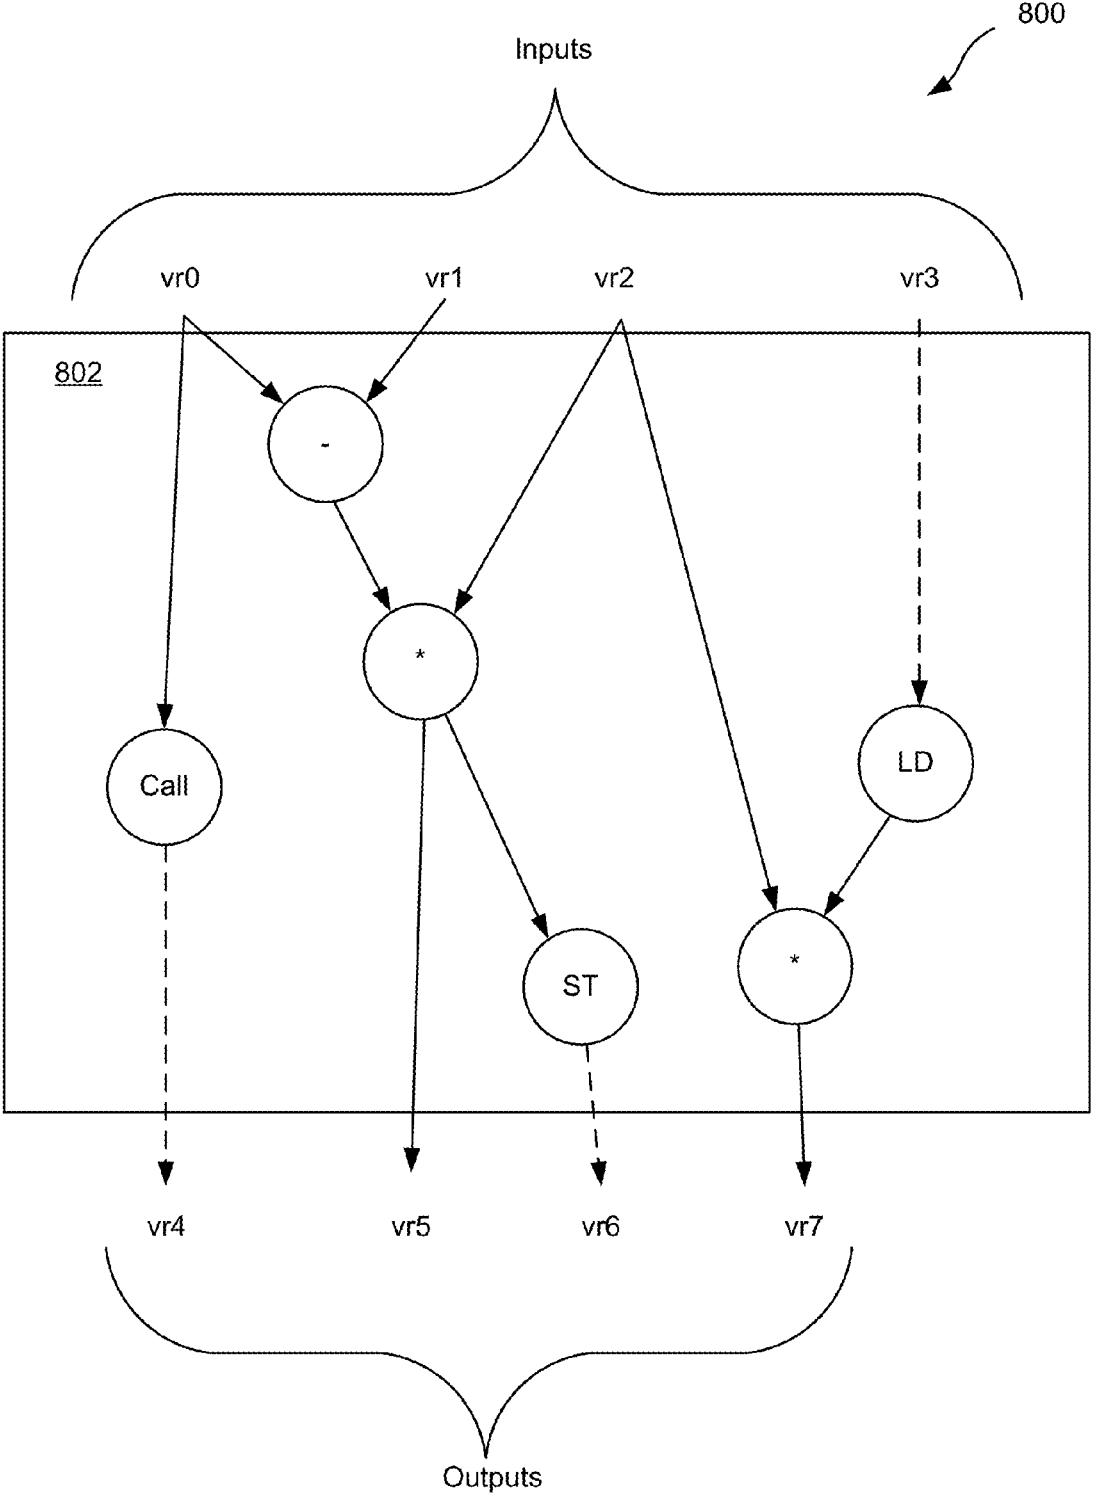 800
Inputs
vr0 vr1 vr2 vr3
802
-
*
LD
Call
*
ST
vr4 vr5 vr6 vr7
Outputs